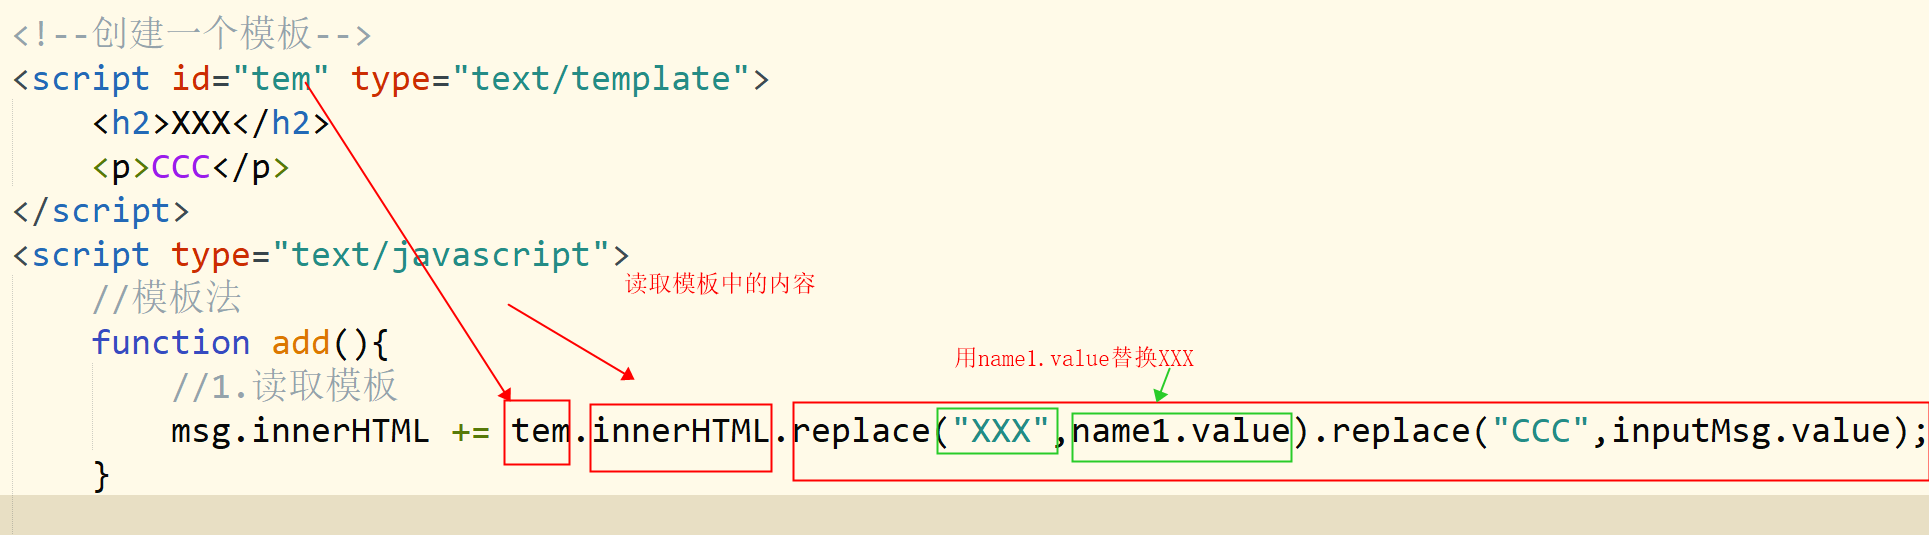 <!--创建一个模板-->
<script id="tem" type="text/template">
    <h2>XXX</h2>
    <p>CCC</p>
</script>
<script type="text/javascript">
读取模板中的内容
    //模板法
    function add(){
用name1.value替换XXX
        //1.读取模板
        msg.innerHTML += tem.innerHTML.replace("XXX",name1.value).replace("CCC",inputMsg.value);
    }